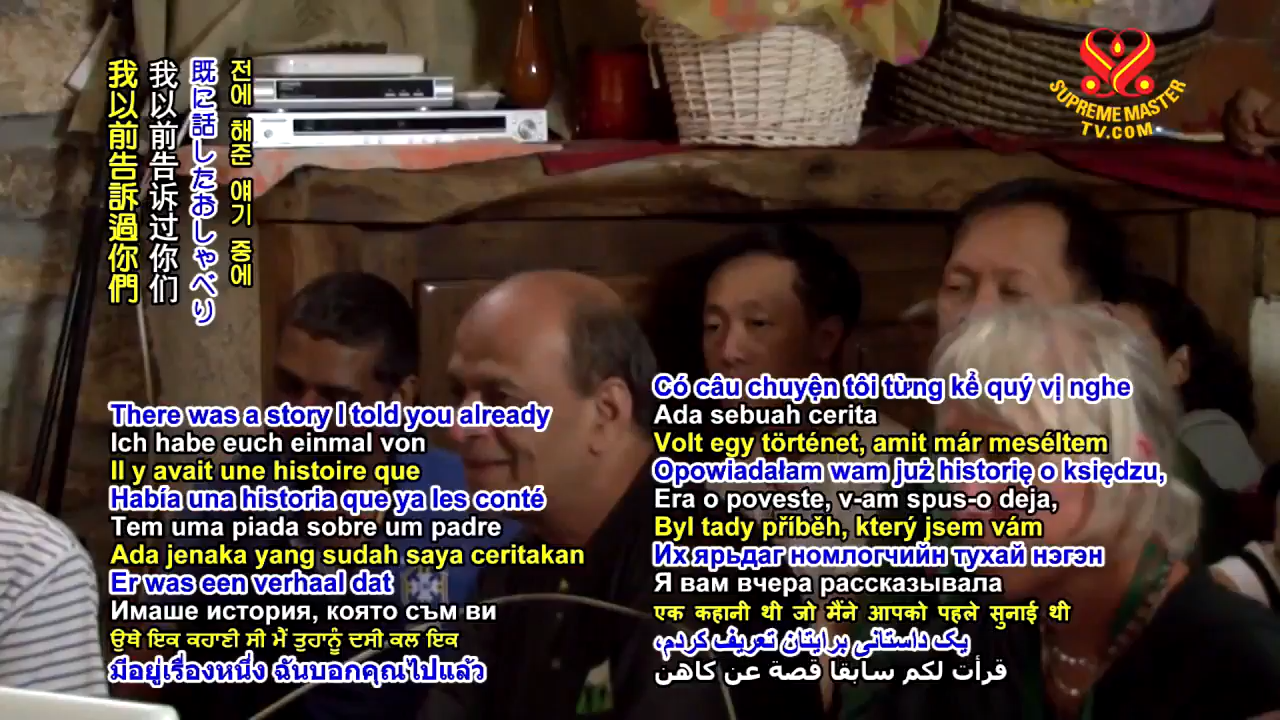 我以前告訴過你們
我以前告诉过你们
既に話したおしゃべり
전에 해준 얘기 중에
SUPREME MASTER
TV.COM
There was a story I told you already
Ich habe euch einmal von
Il y avait une histoire que
Había una historia que ya les conté
Tem uma piada sobre um padre
Ada jenaka yang sudah saya ceritakan
Er was een verhaal dat
Имаше история, която съм ви
ਉਥੇ ਇਕ ਕਹਾਣੀ ਸੀ ਮੈਂ ਤੁਹਾਨੂੰ ਦਸੀ ਕਲ ਇਕ
มีอยู่เรื่องหนึ่ง ฉันบอกคุณไปแล้ว
Có câu chuyện tôi từng kể quý vị nghe
Ada sebuah cerita
Volt egy történet, amit már meséltem
Opowiadałam wam już historię o księdzu,
Era o poveste, v-am spus-o deja,
Byl tady příběh, který jsem vám
Их ярьдаг номлогчийн тухай нэгэн
Я вам вчера рассказывала
एक कहानी थी जो मैंने आपको पहले सुनाई थी
یک داستانی برایتان تعریف کردم،
قرأت لكم سابقا قصة عن كاهن